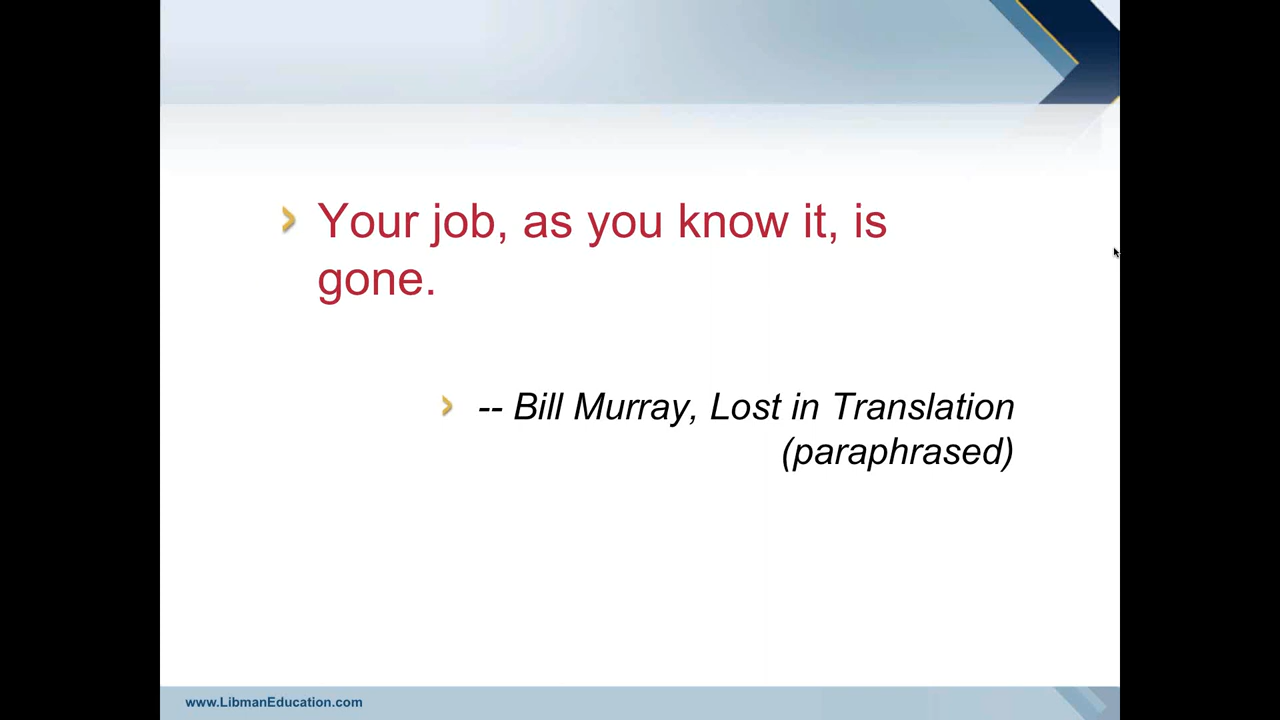 Your job, as you know it, is
gone.
-- Bill Murray, Lost in Translation
(paraphrased)
www.LibmanEducation.com